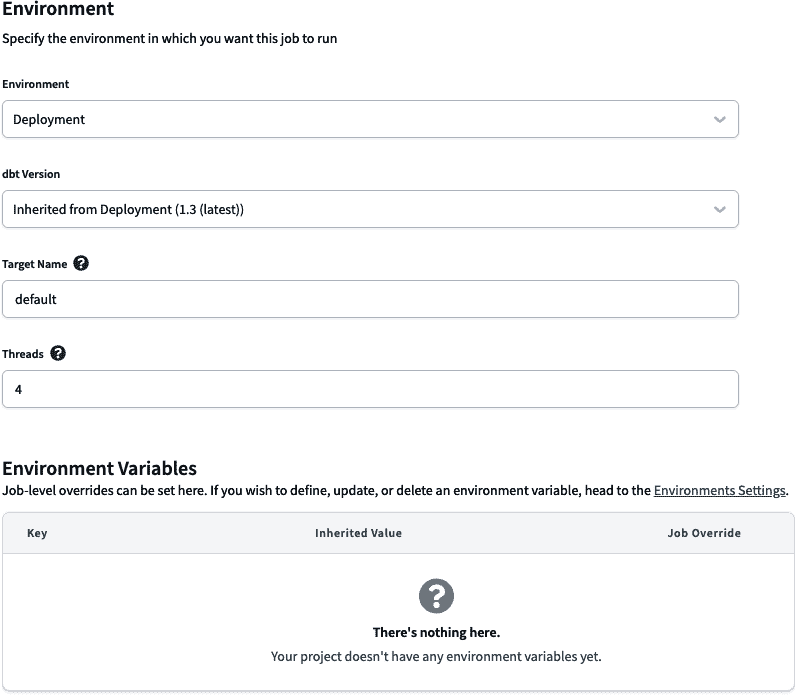 Environment
Specify the environment in which you want this job to run
Environment
Deployment
dbt Version
Inherited from Deployment (1.3 (latest))
Target Name ?
default
Threads ?
4
Environment Variables
Job-level overrides can be set here. If you wish to define, update, or delete an environment variable, head to the Environments Settings.
Key Inherited Value Job Override
?
There's nothing here.
Your project doesn't have any environment variables yet.